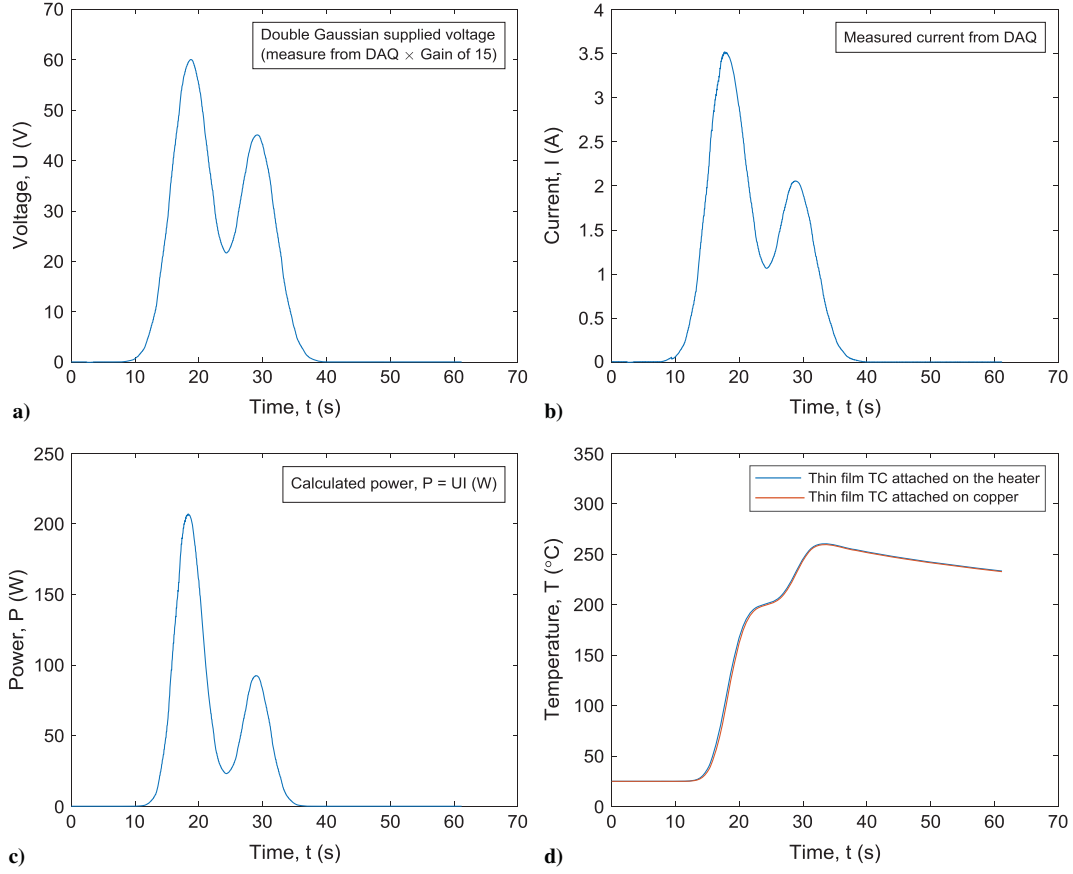 70
60
50
40
30
20
10
0
Voltage, U (V)
Double Gaussian supplied voltage
(measure from DAQ × Gain of 15)
0 10 20 30 40 50 60 70
Time, t (s)
a)
4
3.5
3
2.5
2
1.5
1
0.5
0
Current, I (A)
Measured current from DAQ
0 10 20 30 40 50 60 70
Time, t (s)
b)
250
200
150
100
50
0
Power, P (W)
Calculated power, P = UI (W)
0 10 20 30 40 50 60 70
Time, t (s)
c)
350
300
250
200
150
100
50
0
Temperature, T (°C)
Thin film TC attached on the heater
Thin film TC attached on copper
0 10 20 30 40 50 60 70
Time, t (s)
d)